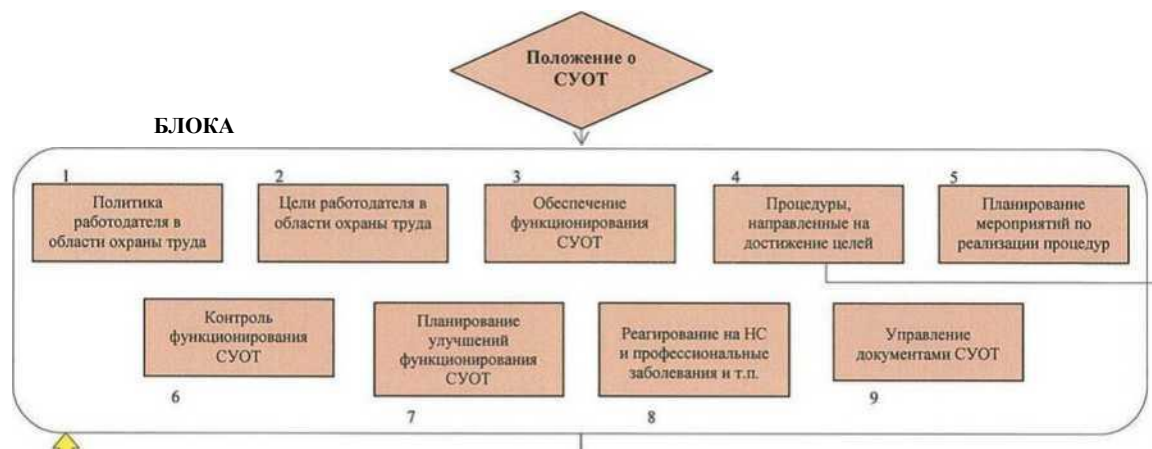 Положение о
СУОТ
БЛОКА
1
Политика
работодателя в
области охраны труда
2
Цели работодателя в
области охраны труда
3
Обеспечение
функционирования
СУОТ
4
Процедуры,
направленные на
достижение целей
5
Планирование
мероприятий по
реализации процедур
Контроль
функционирования
СУОТ
6
Планирование
улучшений
функционирования
СУОТ
7
Реагирование на НС
и профессиональные
заболевания и т.п.
8
Управление
документами СУОТ
9